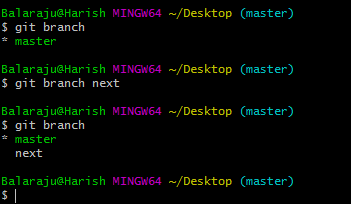 Balaraju@Harish MINGW64 ~/Desktop (master)
$ git branch
* master
Balaraju@Harish MINGW64 ~/Desktop (master)
$ git branch next
Balaraju@Harish MINGW64 ~/Desktop (master)
$ git branch
* master
  next
Balaraju@Harish MINGW64 ~/Desktop (master)
$